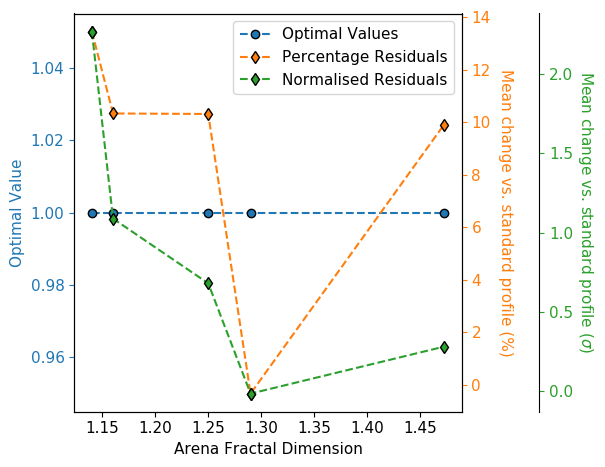 Optimal Values
Percentage Residuals
Normalised Residuals
1.04
1.02
1.00
0.98
0.96
Optimal Value
14
12
10
8
6
4
2
0
Mean change vs. standard profile (%)
2.0
1.5
1.0
0.5
0.0
Mean change vs. standard profile (σ)
1.15 1.20 1.25 1.30 1.35 1.40 1.45
Arena Fractal Dimension